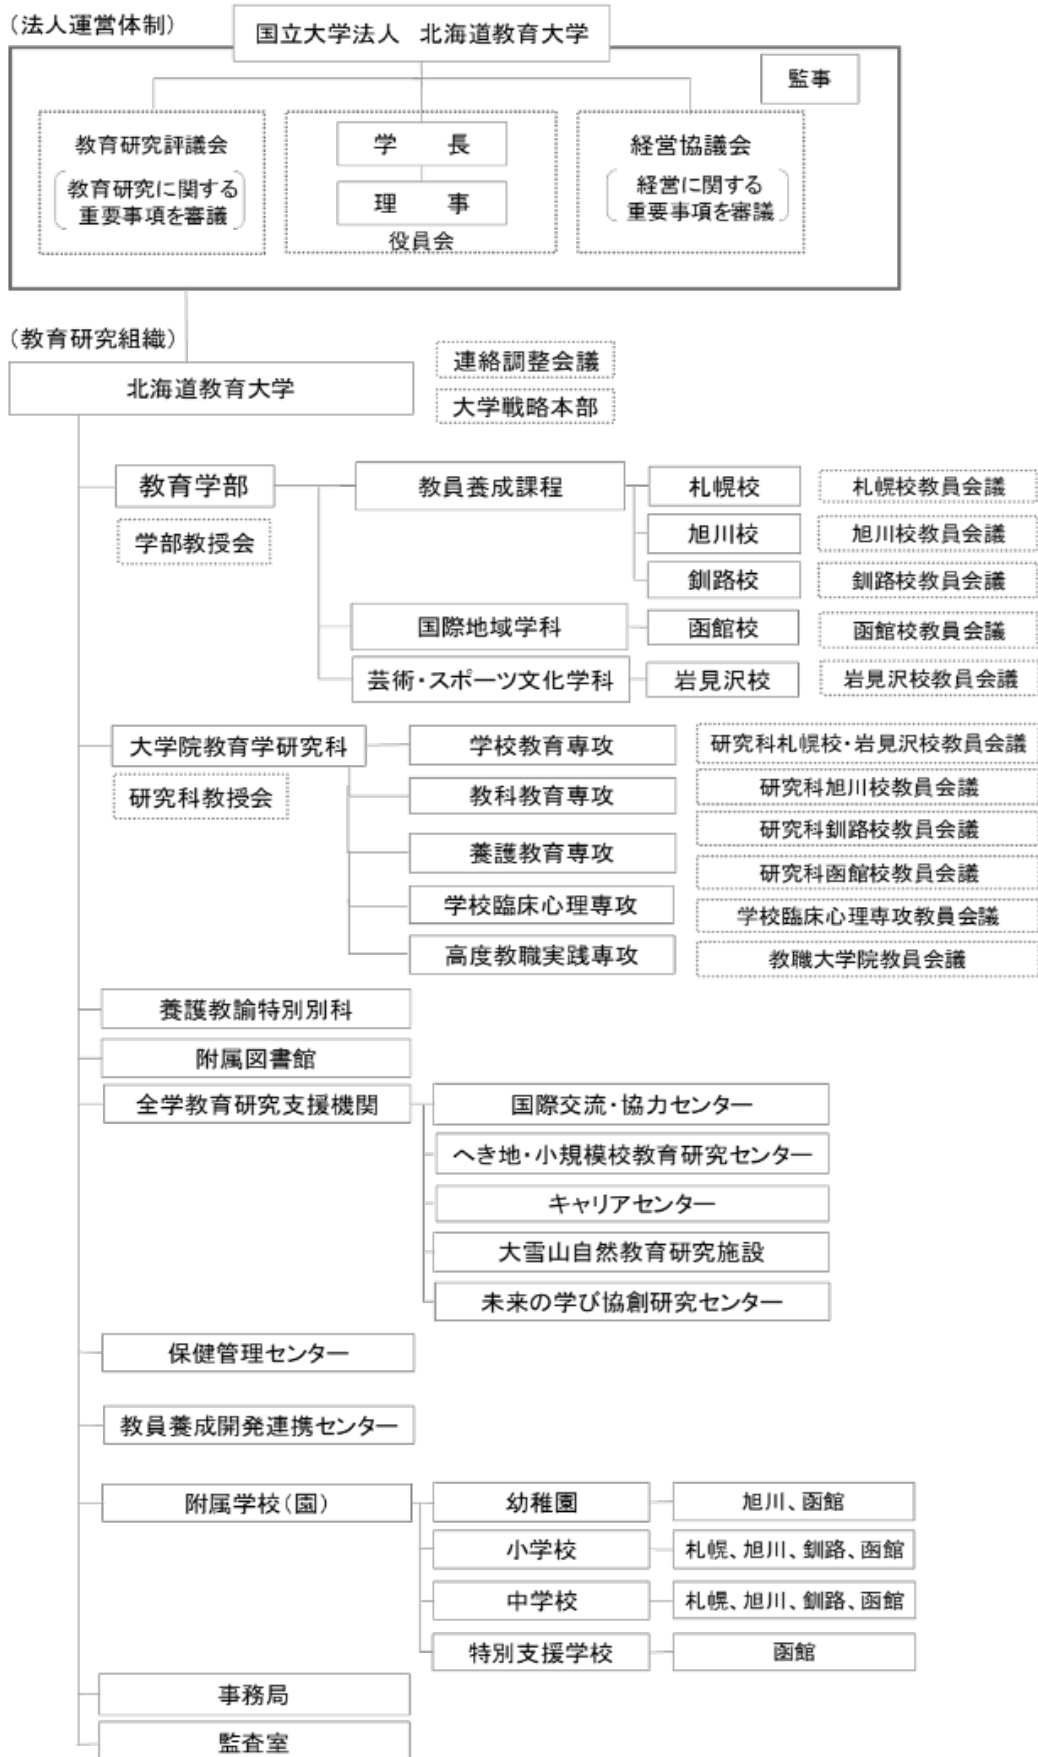 (法人運営体制)
国立大学法人 北海道教育大学
監事
教育研究評議会
教育研究に関する
重要事項を審議
学 長
理 事
役員会
経営協議会
経営に関する
重要事項を審議
(教育研究組織)
北海道教育大学
連絡調整会議
大学戦略本部
教育学部
学部教授会
教員養成課程
札幌校
札幌校教員会議
旭川校
旭川校教員会議
釧路校
釧路校教員会議
国際地域学科
函館校
函館校教員会議
芸術・スポーツ文化学科
岩見沢校
岩見沢校教員会議
大学院教育学研究科
研究科教授会
学校教育専攻
研究科札幌校・岩見沢校教員会議
教科教育専攻
研究科旭川校教員会議
研究科釧路校教員会議
養護教育専攻
研究科函館校教員会議
学校臨床心理専攻
学校臨床心理専攻教員会議
高度教職実践専攻
教職大学院教員会議
養護教諭特別別科
附属図書館
全学教育研究支援機関
国際交流・協力センター
へき地・小規模校教育研究センター
キャリアセンター
大雪山自然教育研究施設
未来の学び協創研究センター
保健管理センター
教員養成開発連携センター
附属学校(園)
幼稚園
旭川、函館
小学校
札幌、旭川、釧路、函館
中学校
札幌、旭川、釧路、函館
特別支援学校
函館
事務局
監査室